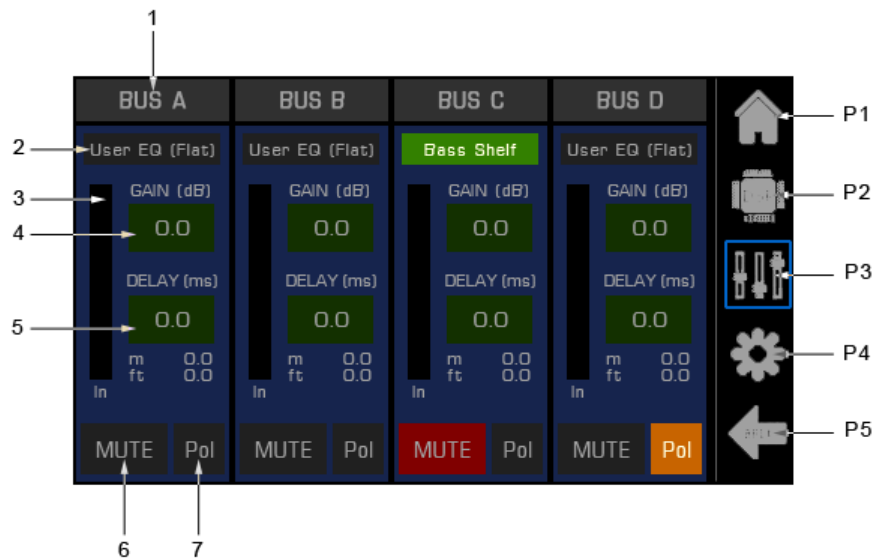 1
BUS A BUS B BUS C BUS D
P1
2 User EQ (Flat) User EQ (Flat) Bass Shelf User EQ (Flat)
3 GAIN (dB) GAIN (dB) GAIN (dB) GAIN (dB)
P2
4 0.0 0.0 0.0 0.0
DELAY (ms) DELAY (ms) DELAY (ms) DELAY (ms)
P3
5 0.0 0.0 0.0 0.0
m 0.0 m 0.0 m 0.0 m 0.0
P4
ft 0.0 ft 0.0 ft 0.0 ft 0.0
In In In In
P5
MUTE Pol MUTE Pol MUTE Pol MUTE Pol
6 7